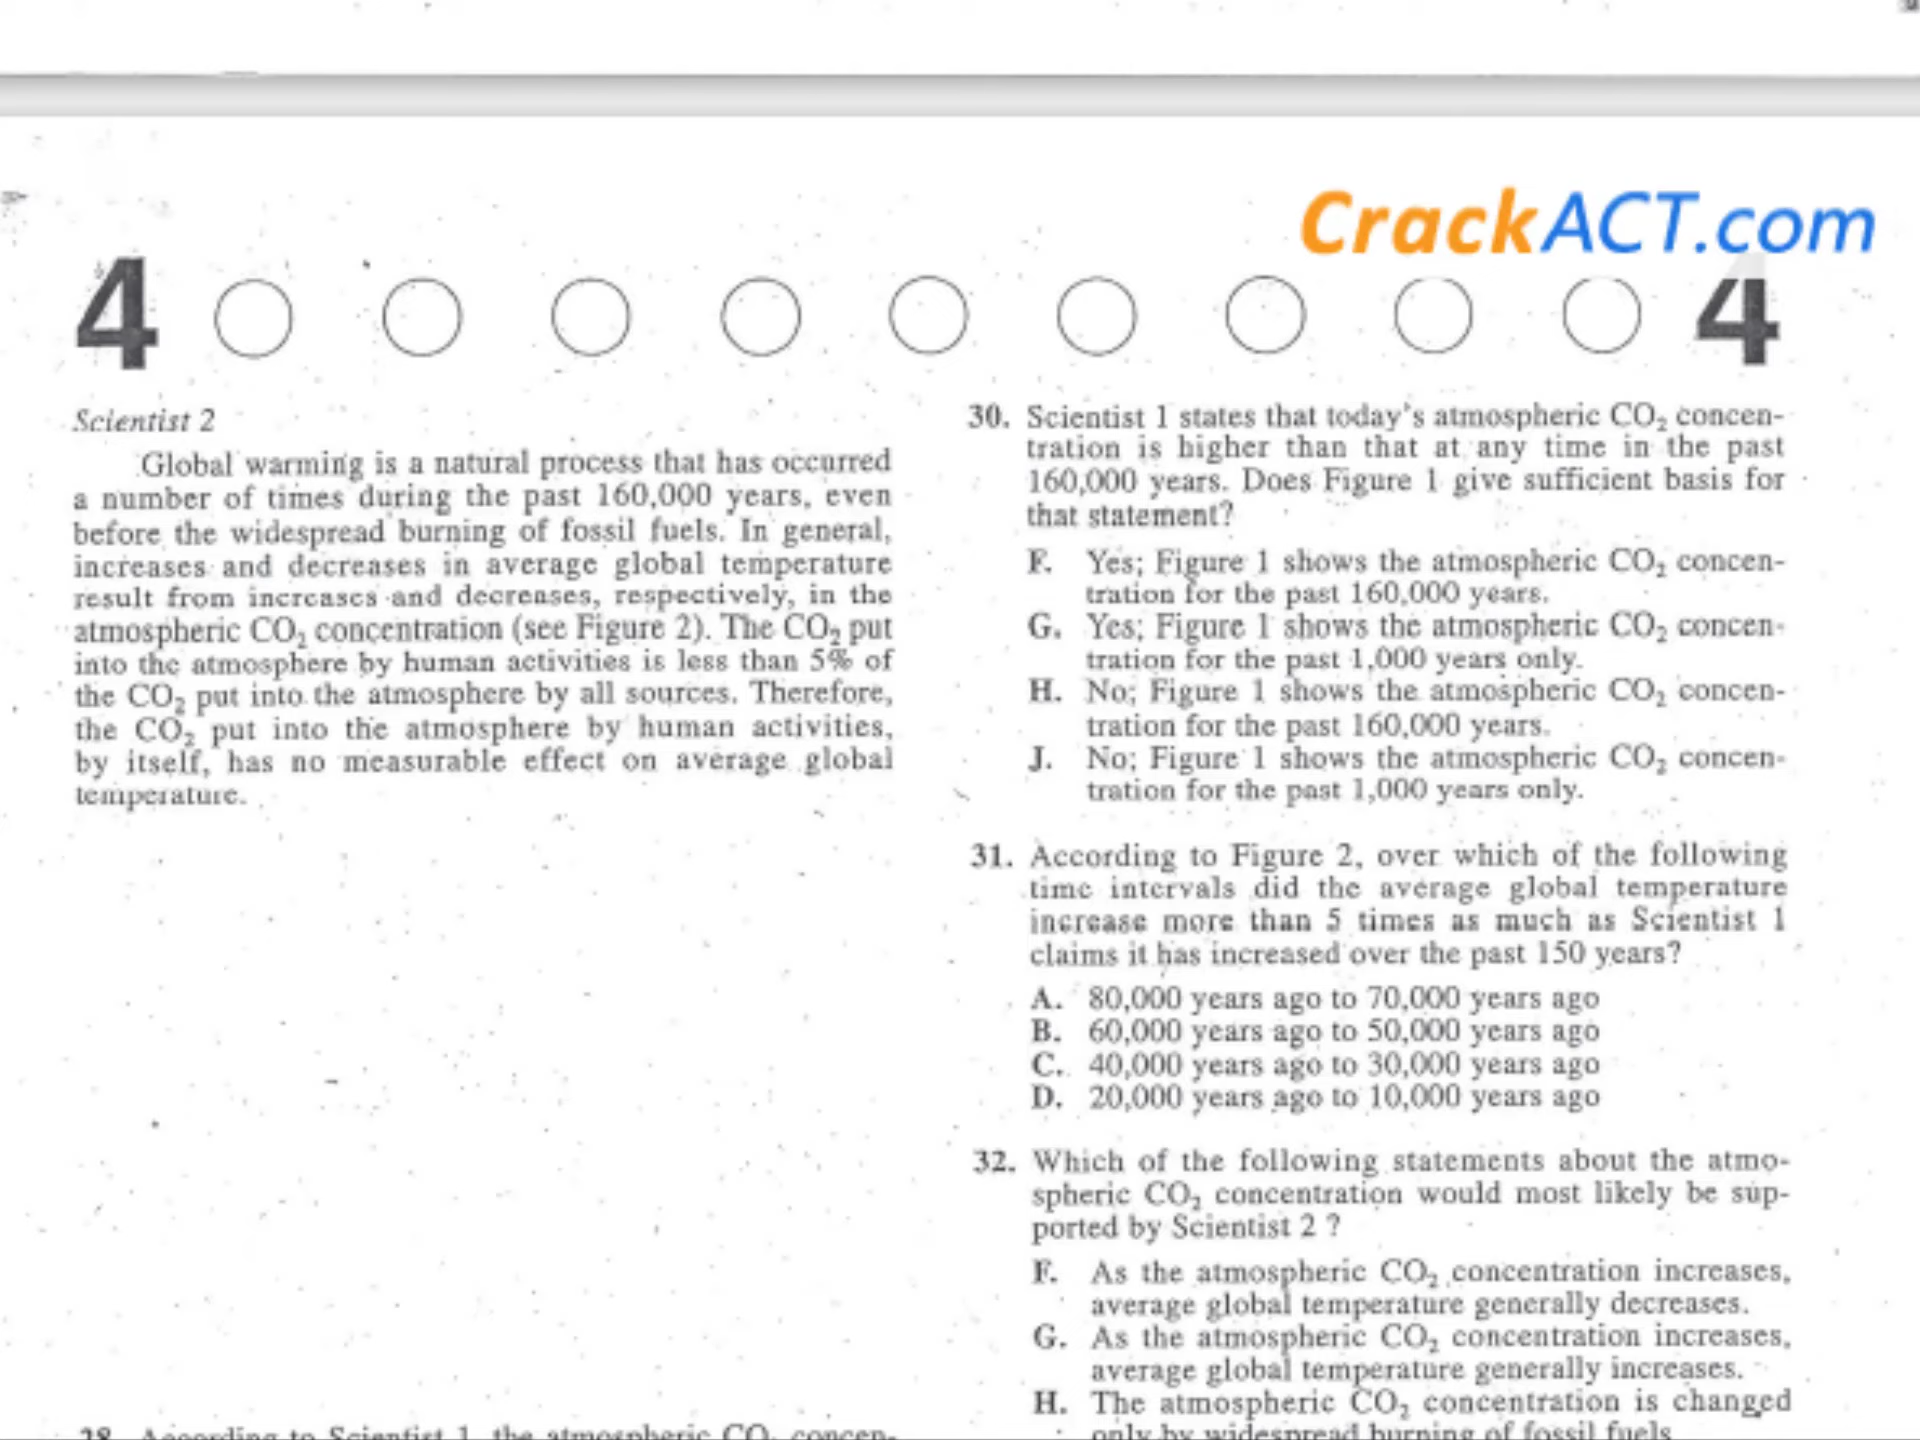 CrackACT.com
4 4
Scientist 2
Global warming is a natural process that has occurred
a number of times during the past 160,000 years, even
before the widespread burning of fossil fuels. In general,
increases and decreases in average global temperature
result from increases and decreases, respectively, in the
atmospheric CO₂ concentration (see Figure 2). The CO₂ put
into the atmosphere by human activities is less than 5% of
the CO₂ put into the atmosphere by all sources. Therefore,
the CO₂ put into the atmosphere by human activities,
by itself, has no measurable effect on average global
temperature.
28. According to Scientist 1, the atmospheric CO₂ concen-
30. Scientist 1 states that today's atmospheric CO₂ concen-
tration is higher than that at any time in the past
160,000 years. Does Figure 1 give sufficient basis for
that statement?
F. Yes; Figure 1 shows the atmospheric CO₂ concen-
tration for the past 160,000 years.
G. Yes; Figure 1 shows the atmospheric CO₂ concen-
tration for the past 1,000 years only.
H. No; Figure 1 shows the atmospheric CO₂ concen-
tration for the past 160,000 years.
J. No; Figure 1 shows the atmospheric CO₂ concen-
tration for the past 1,000 years only.
31. According to Figure 2, over which of the following
time intervals did the average global temperature
increase more than 5 times as much as Scientist 1
claims it has increased over the past 150 years?
A. 80,000 years ago to 70,000 years ago
B. 60,000 years ago to 50,000 years ago
C. 40,000 years ago to 30,000 years ago
D. 20,000 years ago to 10,000 years ago
32. Which of the following statements about the atmo-
spheric CO₂ concentration would most likely be sup-
ported by Scientist 2 ?
F. As the atmospheric CO₂ concentration increases,
average global temperature generally decreases.
G. As the atmospheric CO₂ concentration increases,
average global temperature generally increases.
H. The atmospheric CO₂ concentration is changed
only by widespread burning of fossil fuels.